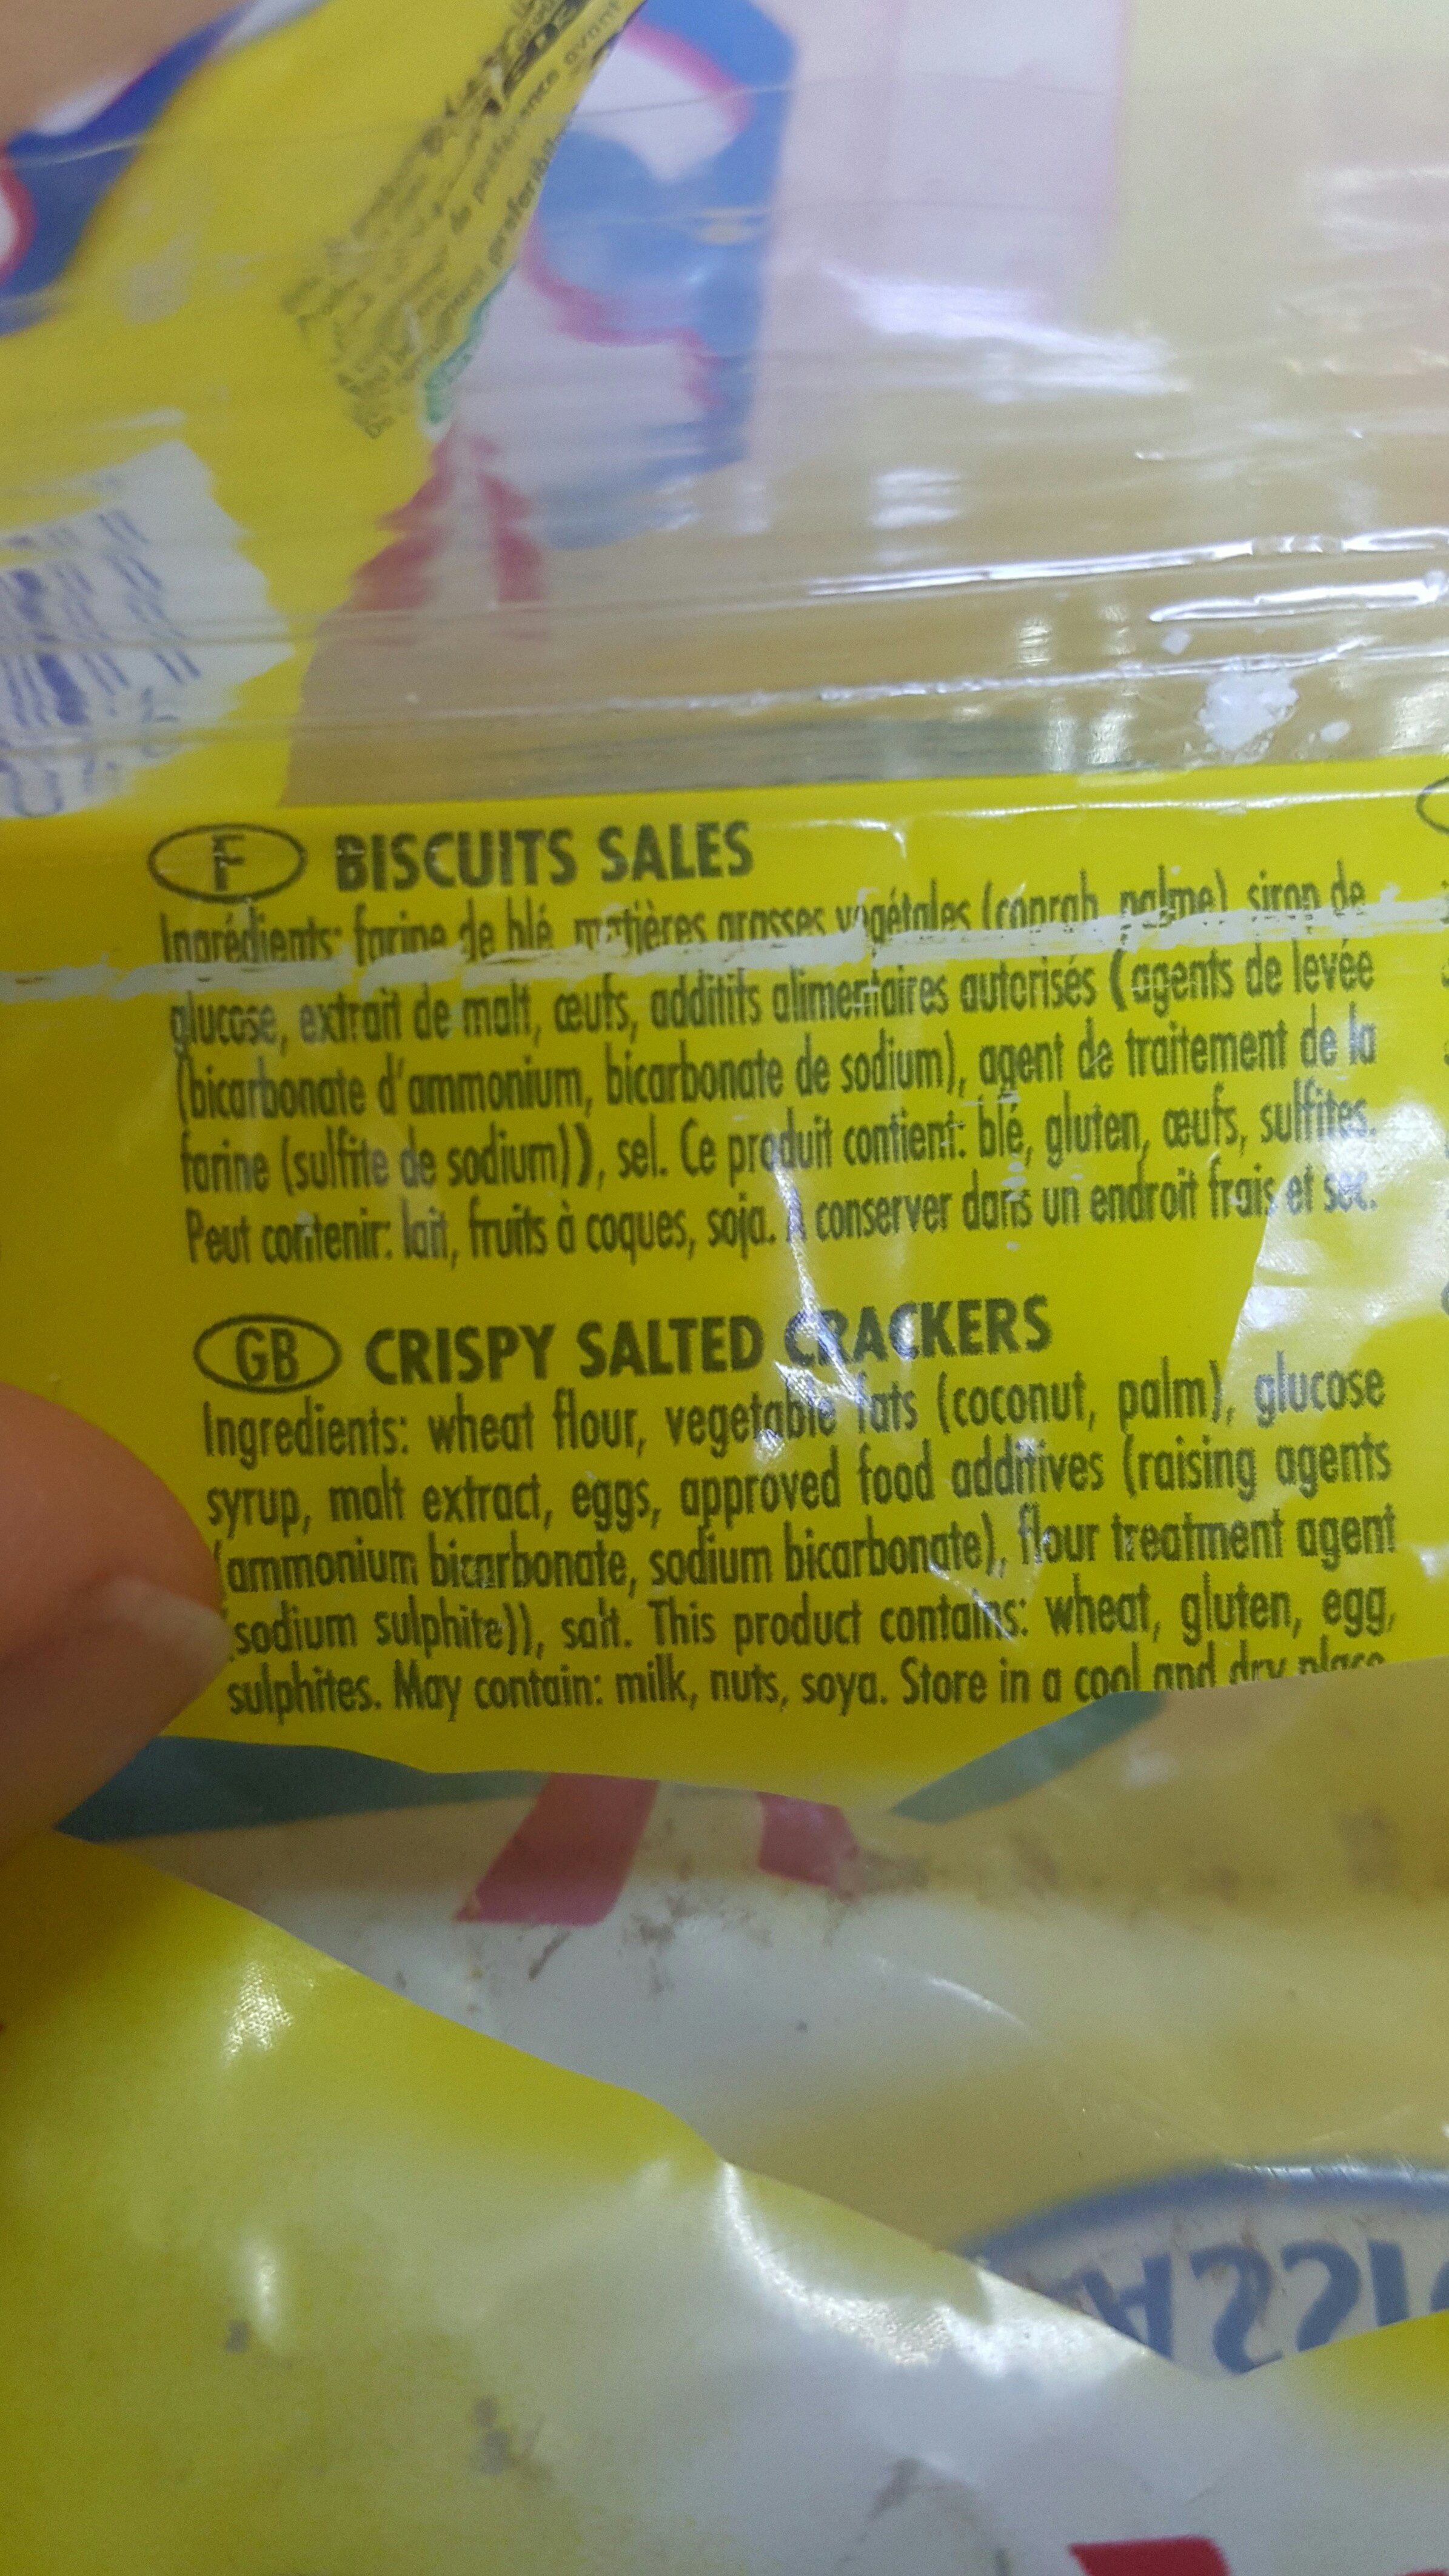 de préférence avant
F BISCUITS SALES
Ingrédients: farine de blé, matières grasses végétales (coprah, palme), sirop de
glucose, extrait de malt, œufs, additifs alimentaires autorisés (agents de levée
(bicarbonate d'ammonium, bicarbonate de sodium), agent de traitement de la
farine (sulfite de sodium)), sel. Ce produit contient: blé, gluten, œufs, sulfites.
Peut contenir: lait, fruits à coques, soja. A conserver dans un endroit frais et sec.
GB CRISPY SALTED CRACKERS
Ingredients: wheat flour, vegetable fats (coconut, palm), glucose
syrup, malt extract, eggs, approved food additives (raising agents
(ammonium bicarbonate, sodium bicarbonate), flour treatment agent
(sodium sulphite)), salt. This product contains: wheat, gluten, egg,
sulphites. May contain: milk, nuts, soya. Store in a cool and dry place